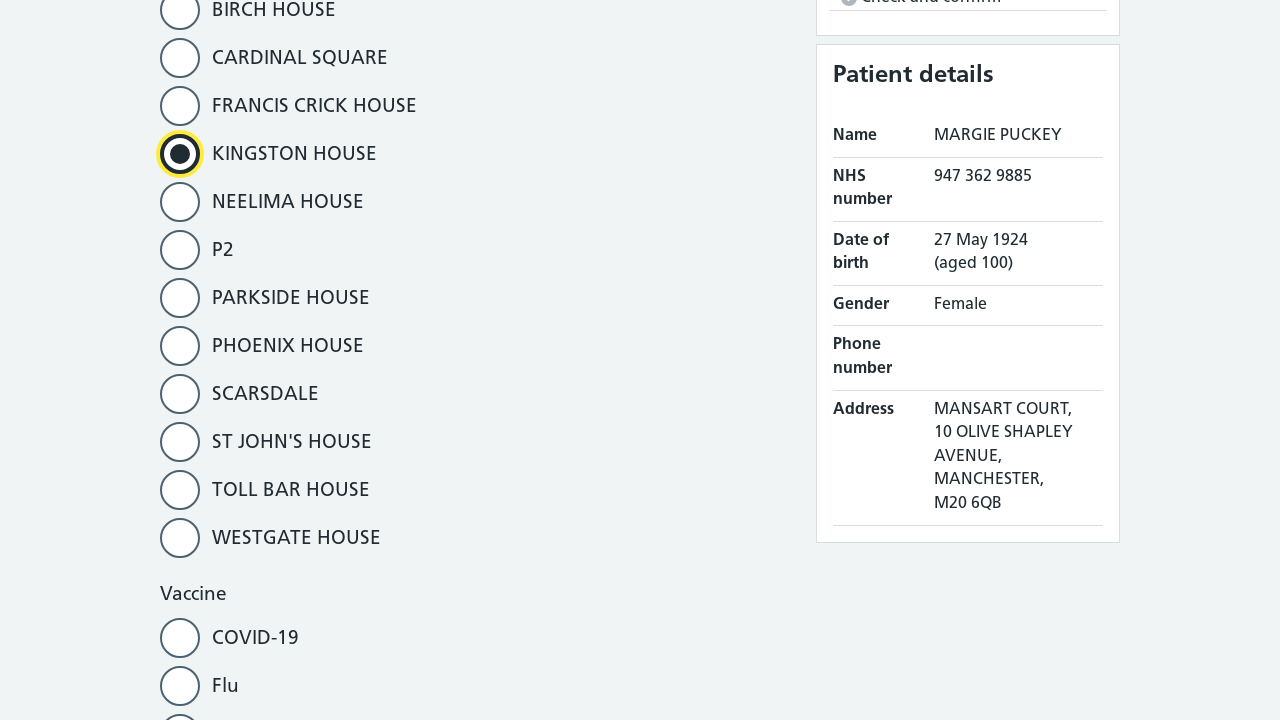 BIRCH HOUSE
CARDINAL SQUARE
FRANCIS CRICK HOUSE
KINGSTON HOUSE
NEELIMA HOUSE
P2
PARKSIDE HOUSE
PHOENIX HOUSE
SCARSDALE
ST JOHN'S HOUSE
TOLL BAR HOUSE
WESTGATE HOUSE
Vaccine
COVID-19
Flu
Check and confirm
Patient details
Name MARGIE PUCKEY
NHS number 947 362 9885
Date of birth 27 May 1924
(aged 100)
Gender Female
Phone number
Address MANSART COURT,
10 OLIVE SHAPLEY
AVENUE,
MANCHESTER,
M20 6QB